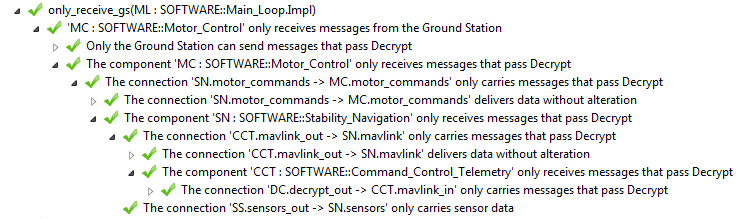 only_receive_gs(ML : SOFTWARE::Main_Loop.Impl)
'MC : SOFTWARE::Motor_Control' only receives messages from the Ground Station
Only the Ground Station can send messages that pass Decrypt
The component 'MC : SOFTWARE::Motor_Control' only receives messages that pass Decrypt
The connection 'SN.motor_commands -> MC.motor_commands' only carries messages that pass Decrypt
The connection 'SN.motor_commands -> MC.motor_commands' delivers data without alteration
The component 'SN : SOFTWARE::Stability_Navigation' only receives messages that pass Decrypt
The connection 'CCT.mavlink_out -> SN.mavlink' only carries messages that pass Decrypt
The connection 'CCT.mavlink_out -> SN.mavlink' delivers data without alteration
The component 'CCT : SOFTWARE::Command_Control_Telemetry' only receives messages that pass Decrypt
The connection 'DC.decrypt_out -> CCT.mavlink_in' only carries messages that pass Decrypt
The connection 'SS.sensors_out -> SN.sensors' only carries sensor data